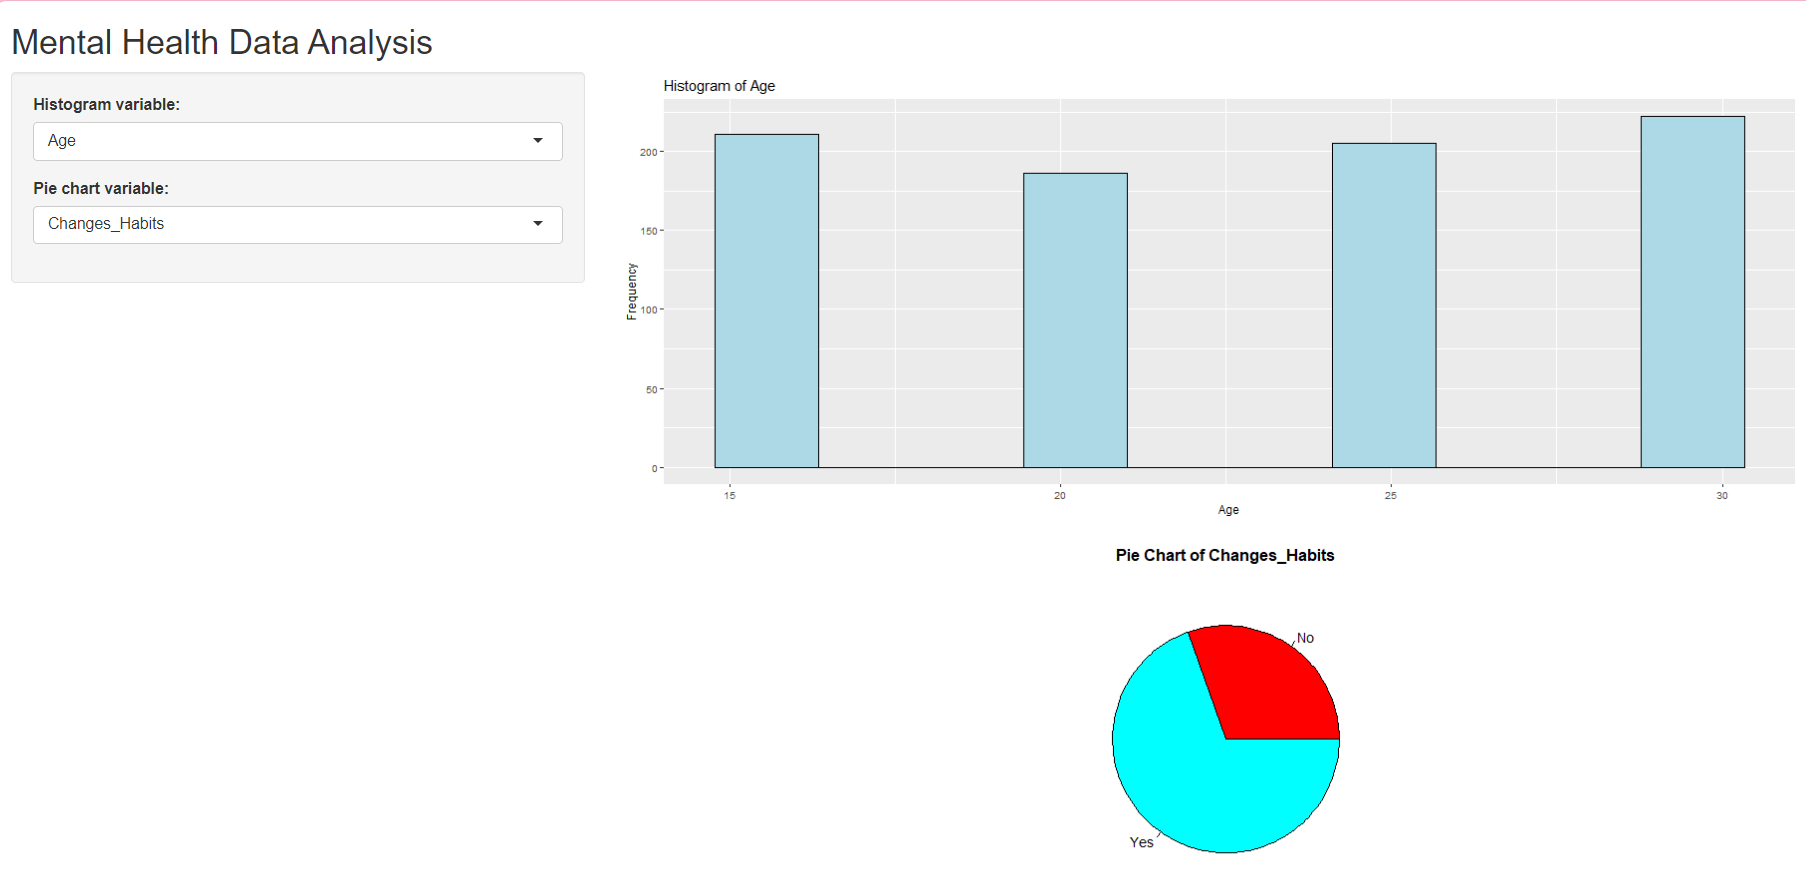 Mental Health Data Analysis
Histogram variable:
Age
Pie chart variable:
Changes_Habits
Histogram of Age
200
150
100
50
0
Frequency
15 20 25 30
Age
Pie Chart of Changes_Habits
No
Yes